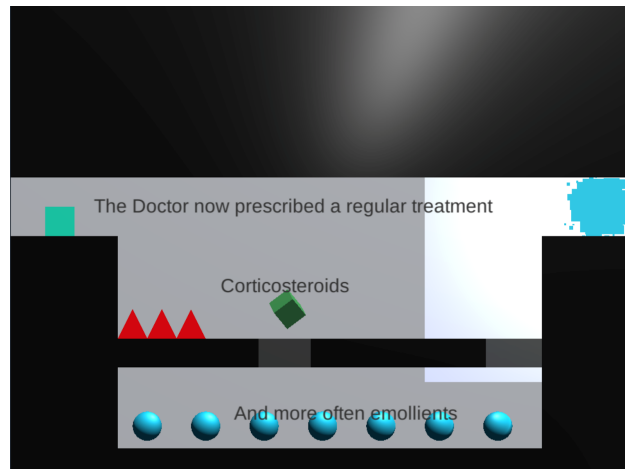 The Doctor now prescribed a regular treatment
Corticosteroids
And more often emollients